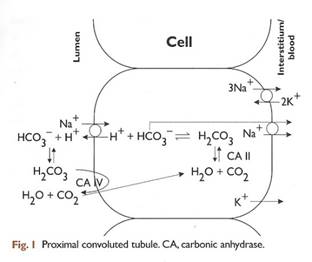 Lumen
Cell
Interstitium/
blood
3Na+
2K+
Na+
HCO3− + H+
H+ + HCO3− ⇌ H2CO3
Na+
H2CO3
CA IV
H2O + CO2
CA II
H2O + CO2
K+
Fig. I Proximal convoluted tubule. CA, carbonic anhydrase.